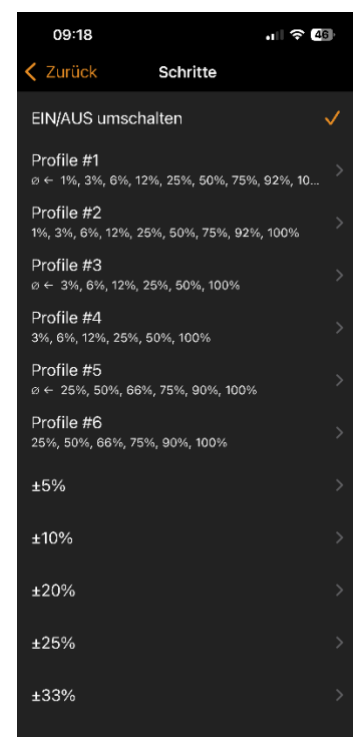 09:18
46
Zurück Schritte
EIN/AUS umschalten
Profile #1
⌀ ← 1%, 3%, 6%, 12%, 25%, 50%, 75%, 92%, 10...
Profile #2
1%, 3%, 6%, 12%, 25%, 50%, 75%, 92%, 100%
Profile #3
⌀ ← 3%, 6%, 12%, 25%, 50%, 100%
Profile #4
3%, 6%, 12%, 25%, 50%, 100%
Profile #5
⌀ ← 25%, 50%, 66%, 75%, 90%, 100%
Profile #6
25%, 50%, 66%, 75%, 90%, 100%
±5%
±10%
±20%
±25%
±33%